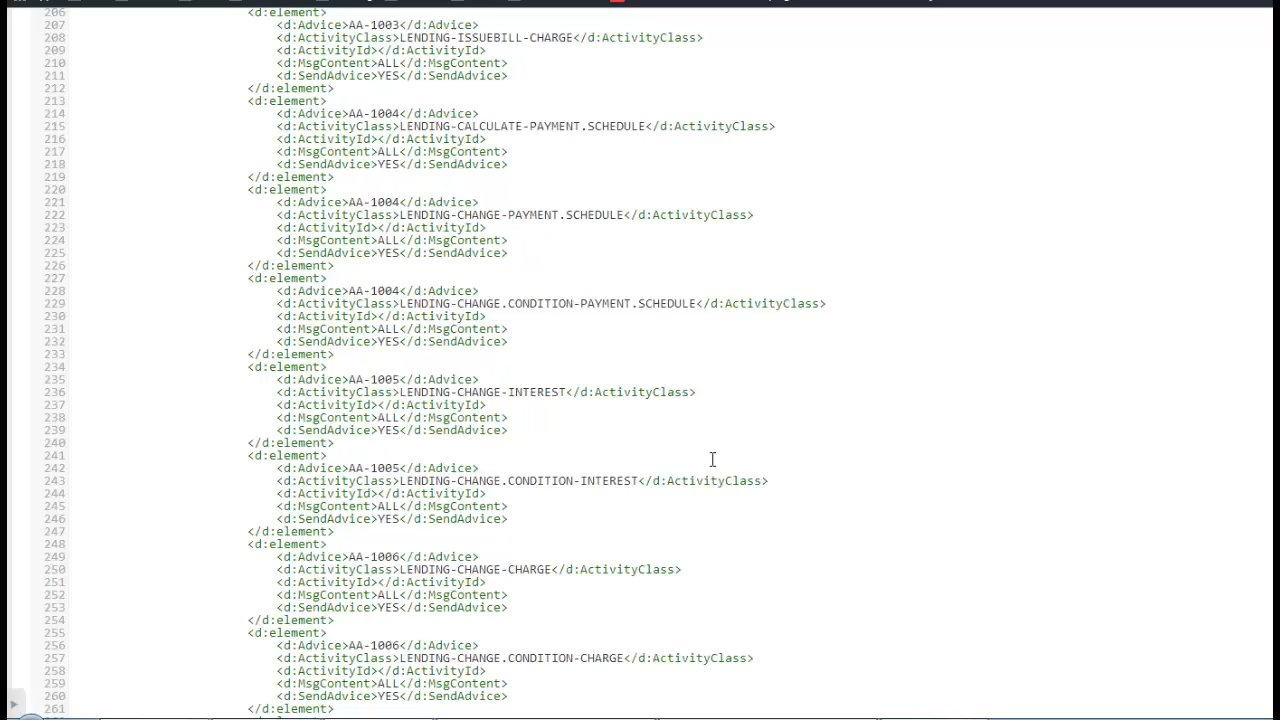 206 <d:element>
207 <d:Advice>AA-1003</d:Advice>
208 <d:ActivityClass>LENDING-ISSUEBILL-CHARGE</d:ActivityClass>
209 <d:ActivityId></d:ActivityId>
210 <d:MsgContent>ALL</d:MsgContent>
211 <d:SendAdvice>YES</d:SendAdvice>
212 </d:element>
213 <d:element>
214 <d:Advice>AA-1004</d:Advice>
215 <d:ActivityClass>LENDING-CALCULATE-PAYMENT.SCHEDULE</d:ActivityClass>
216 <d:ActivityId></d:ActivityId>
217 <d:MsgContent>ALL</d:MsgContent>
218 <d:SendAdvice>YES</d:SendAdvice>
219 </d:element>
220 <d:element>
221 <d:Advice>AA-1004</d:Advice>
222 <d:ActivityClass>LENDING-CHANGE-PAYMENT.SCHEDULE</d:ActivityClass>
223 <d:ActivityId></d:ActivityId>
224 <d:MsgContent>ALL</d:MsgContent>
225 <d:SendAdvice>YES</d:SendAdvice>
226 </d:element>
227 <d:element>
228 <d:Advice>AA-1004</d:Advice>
229 <d:ActivityClass>LENDING-CHANGE.CONDITION-PAYMENT.SCHEDULE</d:ActivityClass>
230 <d:ActivityId></d:ActivityId>
231 <d:MsgContent>ALL</d:MsgContent>
232 <d:SendAdvice>YES</d:SendAdvice>
233 </d:element>
234 <d:element>
235 <d:Advice>AA-1005</d:Advice>
236 <d:ActivityClass>LENDING-CHANGE-INTEREST</d:ActivityClass>
237 <d:ActivityId></d:ActivityId>
238 <d:MsgContent>ALL</d:MsgContent>
239 <d:SendAdvice>YES</d:SendAdvice>
240 </d:element>
241 <d:element>
242 <d:Advice>AA-1005</d:Advice>
243 <d:ActivityClass>LENDING-CHANGE.CONDITION-INTEREST</d:ActivityClass>
244 <d:ActivityId></d:ActivityId>
245 <d:MsgContent>ALL</d:MsgContent>
246 <d:SendAdvice>YES</d:SendAdvice>
247 </d:element>
248 <d:element>
249 <d:Advice>AA-1006</d:Advice>
250 <d:ActivityClass>LENDING-CHANGE-CHARGE</d:ActivityClass>
251 <d:ActivityId></d:ActivityId>
252 <d:MsgContent>ALL</d:MsgContent>
253 <d:SendAdvice>YES</d:SendAdvice>
254 </d:element>
255 <d:element>
256 <d:Advice>AA-1006</d:Advice>
257 <d:ActivityClass>LENDING-CHANGE.CONDITION-CHARGE</d:ActivityClass>
258 <d:ActivityId></d:ActivityId>
259 <d:MsgContent>ALL</d:MsgContent>
260 <d:SendAdvice>YES</d:SendAdvice>
261 </d:element>